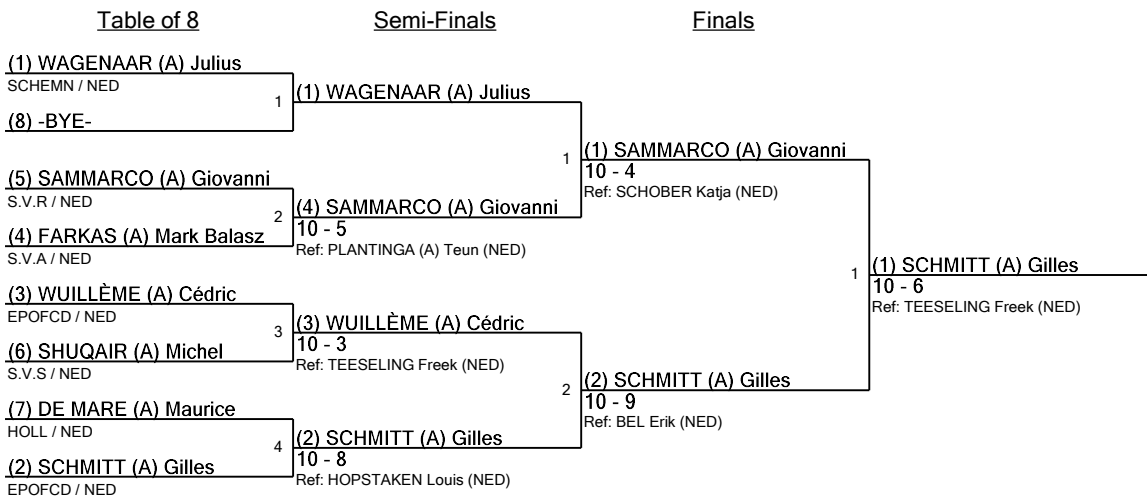 Table of 8
Semi-Finals
Finals
(1) WAGENAAR (A) Julius
SCHEMN / NED
1
(8) -BYE-
(5) SAMMARCO (A) Giovanni
S.V.R / NED
2
(4) FARKAS (A) Mark Balasz
S.V.A / NED
(3) WUILLÈME (A) Cédric
EPOFCD / NED
3
(6) SHUQAIR (A) Michel
S.V.S / NED
(7) DE MARE (A) Maurice
HOLL / NED
4
(2) SCHMITT (A) Gilles
EPOFCD / NED
(1) WAGENAAR (A) Julius
1
(4) SAMMARCO (A) Giovanni
10 - 5
Ref: PLANTINGA (A) Teun (NED)
(3) WUILLÈME (A) Cédric
10 - 3
Ref: TEESELING Freek (NED)
2
(2) SCHMITT (A) Gilles
10 - 8
Ref: HOPSTAKEN Louis (NED)
(1) SAMMARCO (A) Giovanni
10 - 4
Ref: SCHOBER Katja (NED)
1
(2) SCHMITT (A) Gilles
10 - 9
Ref: BEL Erik (NED)
(1) SCHMITT (A) Gilles
10 - 6
Ref: TEESELING Freek (NED)